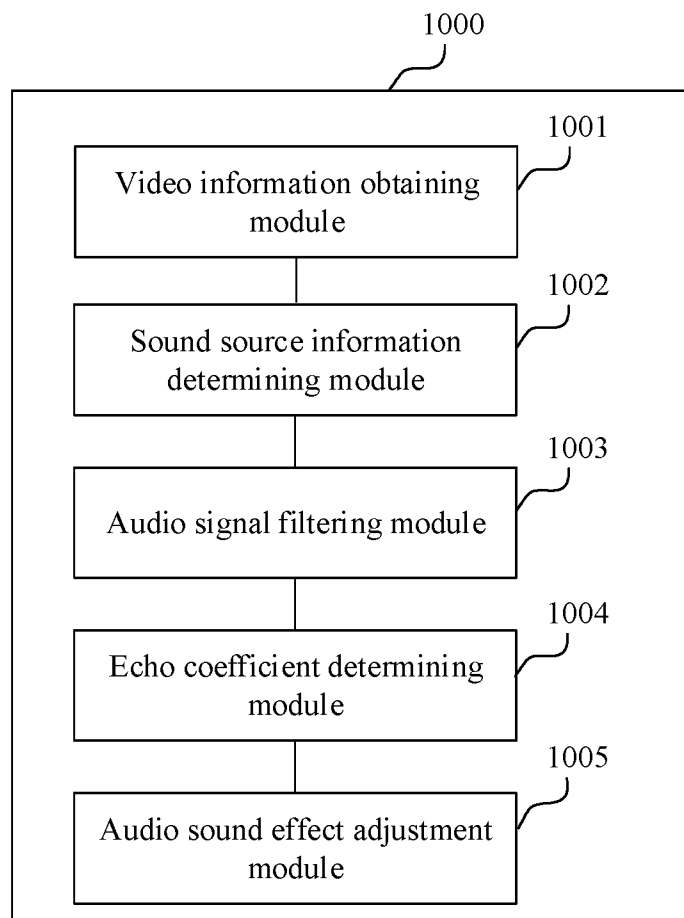 1000
1001
Video information obtaining
module
1002
Sound source information
determining module
1003
Audio signal filtering module
1004
Echo coefficient determining
module
1005
Audio sound effect adjustment
module